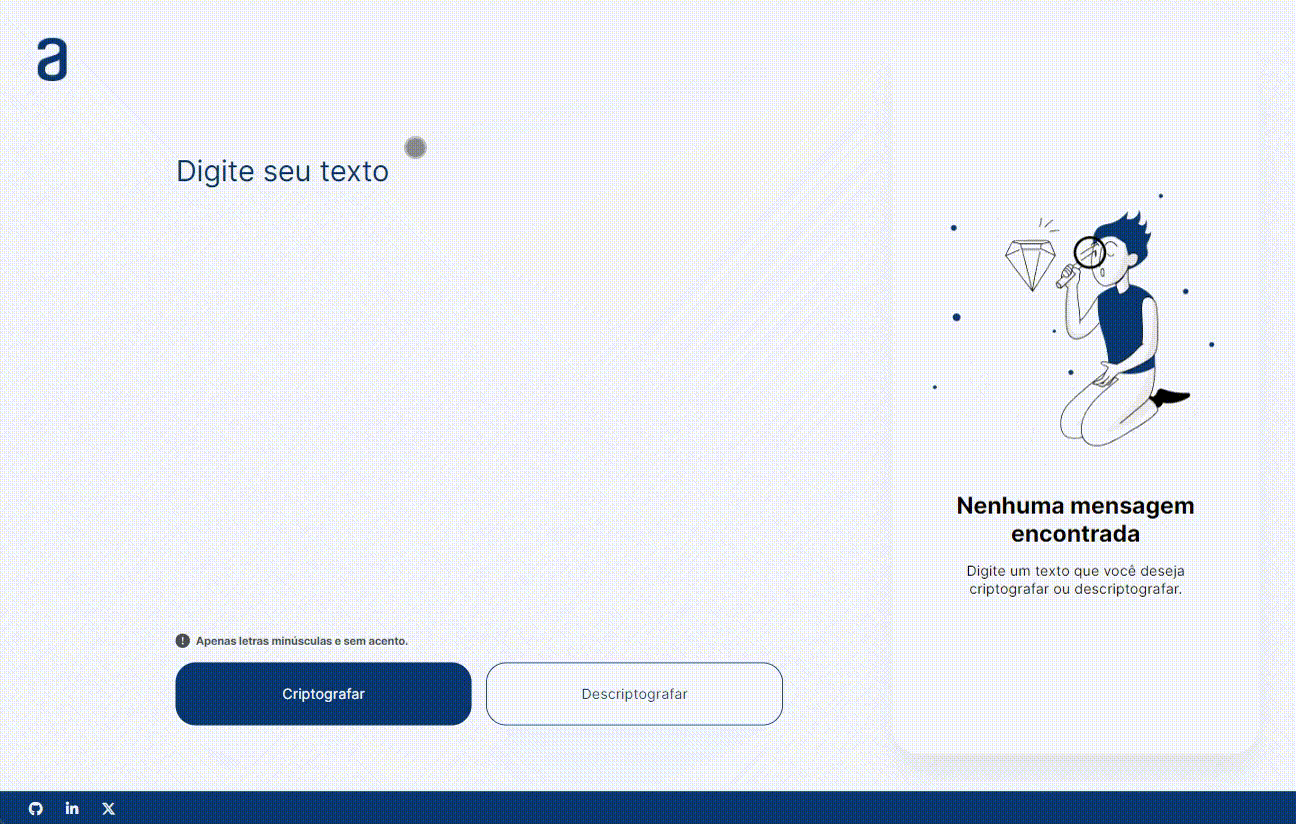 a
Digite seu texto
Nenhuma mensagem
encontrada
Digite um texto que você deseja
criptografar ou descriptografar.
Apenas letras minúsculas e sem acento.
Criptografar
Descriptografar